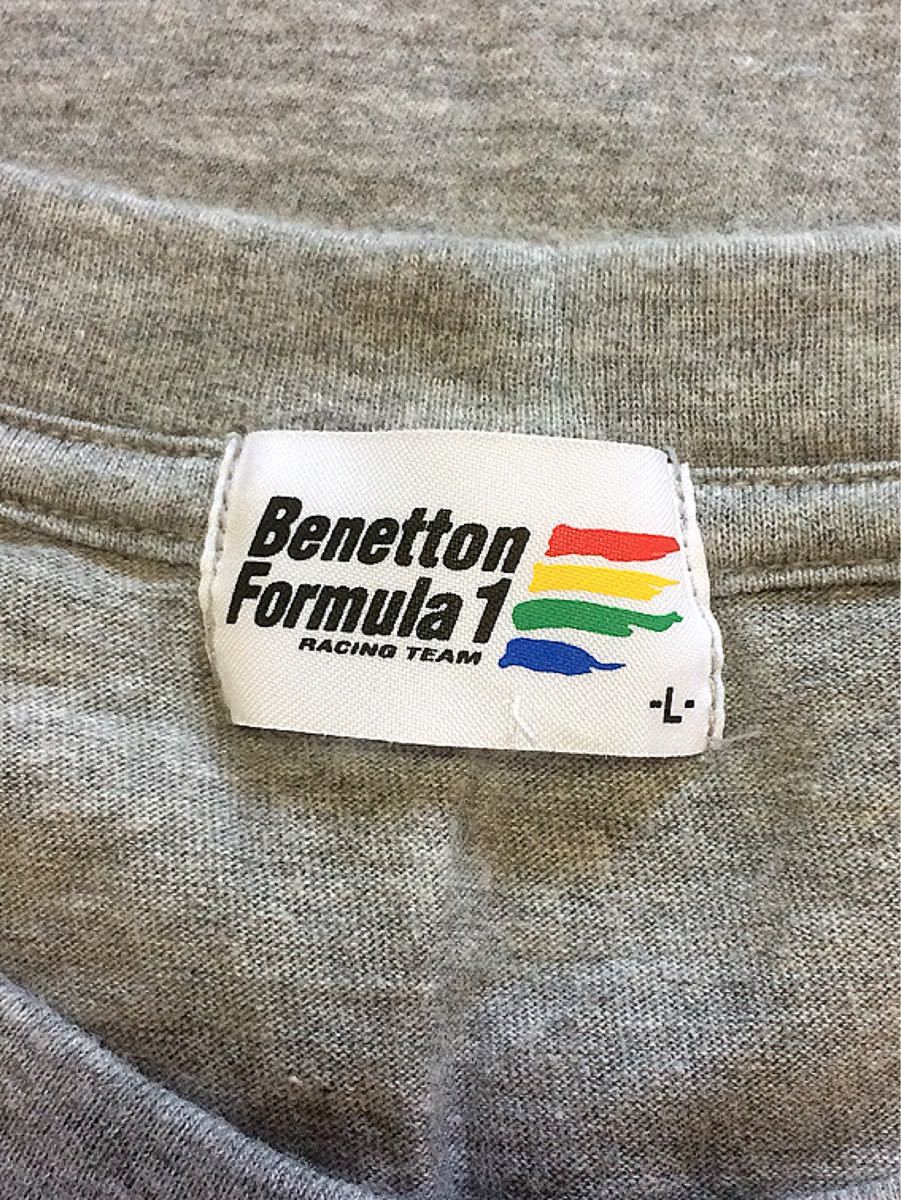 Benetton
Formula 1
RACING TEAM
-L-